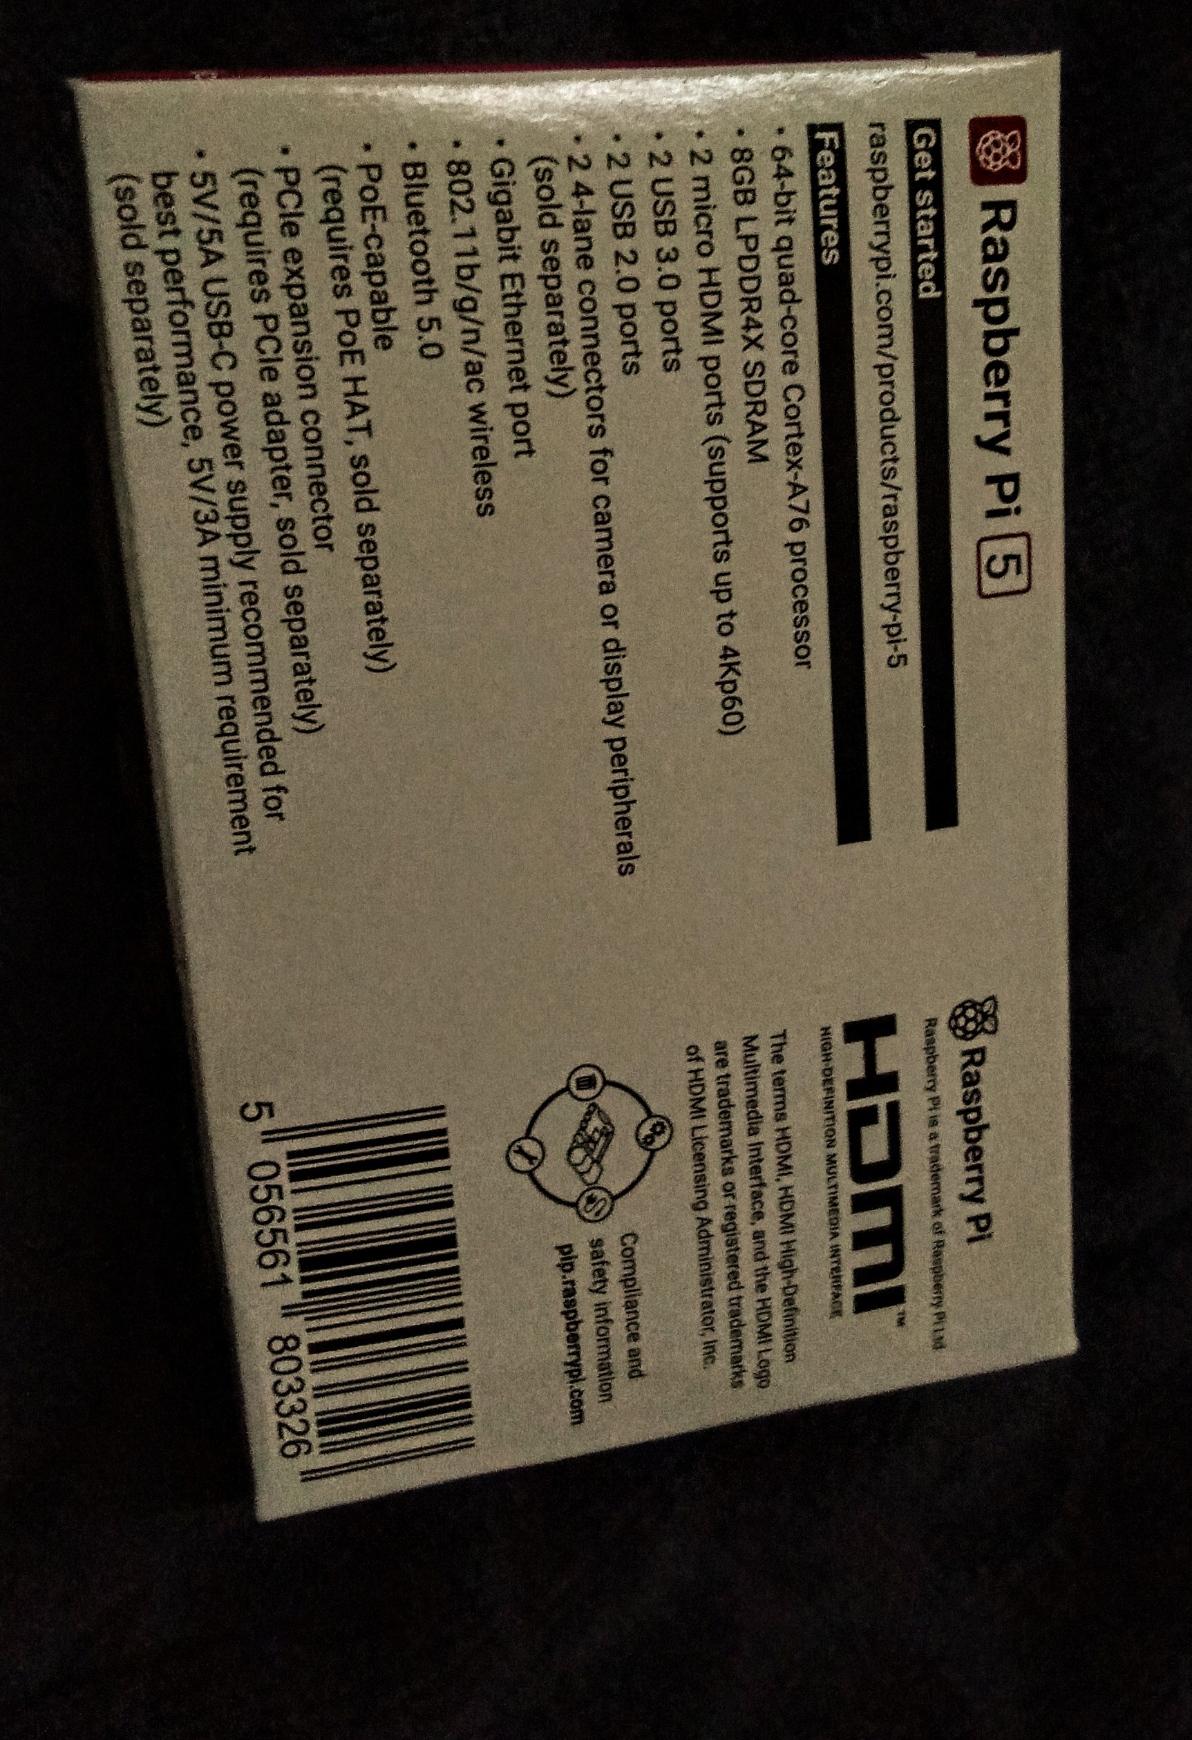 Raspberry Pi 5
Get started
raspberrypi.com/products/raspberry-pi-5
Features
• 64-bit quad-core Cortex-A76 processor
• 8GB LPDDR4X SDRAM
• 2 micro HDMI ports (supports up to 4Kp60)
• 2 USB 3.0 ports
• 2 USB 2.0 ports
• 2 4-lane connectors for camera or display peripherals
(sold separately)
• Gigabit Ethernet port
• 802.11b/g/n/ac wireless
• Bluetooth 5.0
• PoE-capable
(requires PoE HAT, sold separately)
• PCIe expansion connector
(requires PCIe adapter, sold separately)
• 5V/5A USB-C power supply recommended for
best performance, 5V/3A minimum requirement
(sold separately)
Raspberry Pi
Raspberry Pi is a trademark of Raspberry Pi Ltd
HDMI™
HIGH-DEFINITION MULTIMEDIA INTERFACE
The terms HDMI, HDMI High-Definition
Multimedia Interface, and the HDMI Logo
are trademarks or registered trademarks
of HDMI Licensing Administrator, Inc.
Compliance and
safety information
pip.raspberrypi.com
5 056561 803326